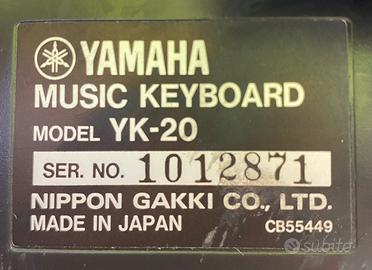 YAMAHA
MUSIC KEYBOARD
MODEL YK-20
SER. NO. 1012871
NIPPON GAKKI CO., LTD.
MADE IN JAPAN CB55449
subito